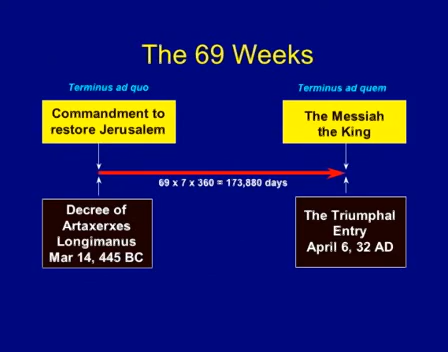 The 69 Weeks
Terminus ad quo
Terminus ad quem
Commandment to
restore Jerusalem
The Messiah
the King
69 x 7 x 360 = 173,880 days
Decree of
Artaxerxes
Longimanus
Mar 14, 445 BC
The Triumphal
Entry
April 6, 32 AD